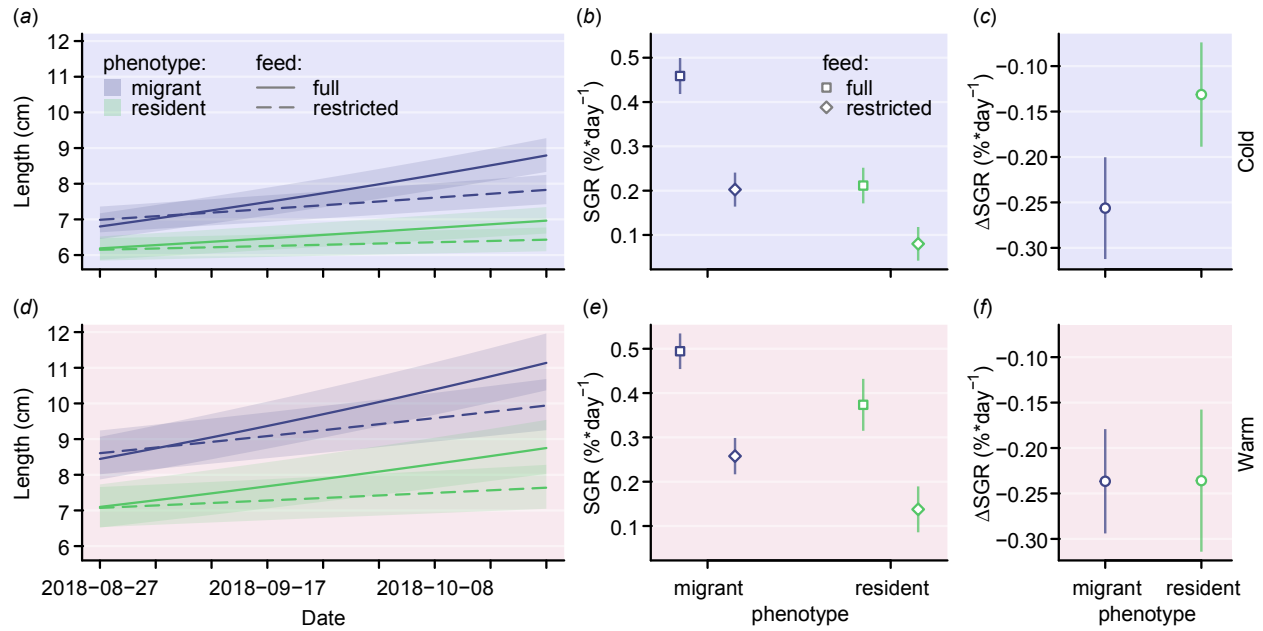 (a)
12
11
10
9
8
7
6
Length (cm)
phenotype:
migrant
resident
feed:
full
restricted
(b)
0.5
0.4
0.3
0.2
0.1
SGR (%*day−1)
feed:
full
restricted
(c)
−0.10
−0.15
−0.20
−0.25
−0.30
ΔSGR (%*day−1)
Cold
(d)
12
11
10
9
8
7
6
Length (cm)
2018−08−27
2018−09−17
2018−10−08
Date
(e)
0.5
0.4
0.3
0.2
0.1
SGR (%*day−1)
migrant
resident
phenotype
(f)
−0.10
−0.15
−0.20
−0.25
−0.30
ΔSGR (%*day−1)
migrant
resident
phenotype
Warm